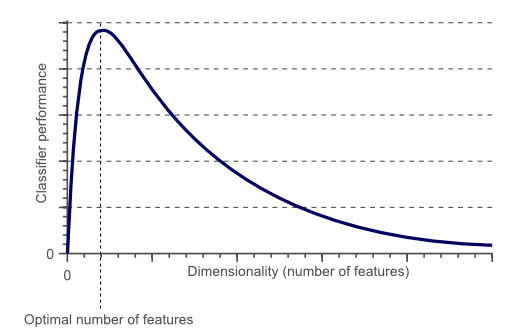 Classifier performance
0
0
Dimensionality (number of features)
Optimal number of features